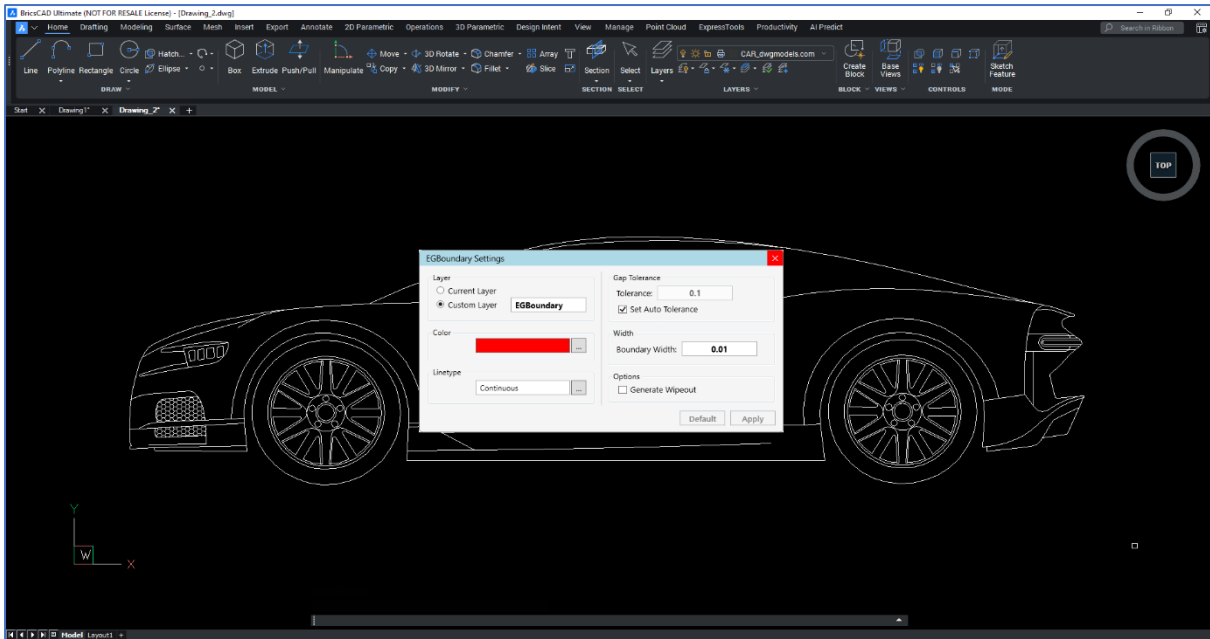 BricsCAD Ultimate (NOT FOR RESALE License) - [Drawing_2.dwg]
Home Drafting Modeling Surface Mesh Insert Export Annotate 2D Parametric Operations 3D Parametric Design Intent View Manage Point Cloud ExpressTools Productivity AI Predict Search in Ribbon
Hatch... Move 3D Rotate Chamfer Array CAR_dwgmodels.com
Line Polyline Rectangle Circle Ellipse Box Extrude Push/Pull Manipulate Copy 3D Mirror Fillet Slice Section Select Layers Create Block Base Views Sketch Feature
DRAW MODEL MODIFY SECTION SELECT LAYERS BLOCK VIEWS CONTROLS MODE
Start Drawing1* Drawing_2* +
TOP
EGBoundary Settings
Layer
Current Layer
Custom Layer EGBoundary
Color
...
Linetype
Continuous ...
Gap Tolerance
Tolerance: 0.1
Set Auto Tolerance
Width
Boundary Width: 0.01
Options
Generate Wipeout
Default Apply
Y
W
X
Model Layout1 +